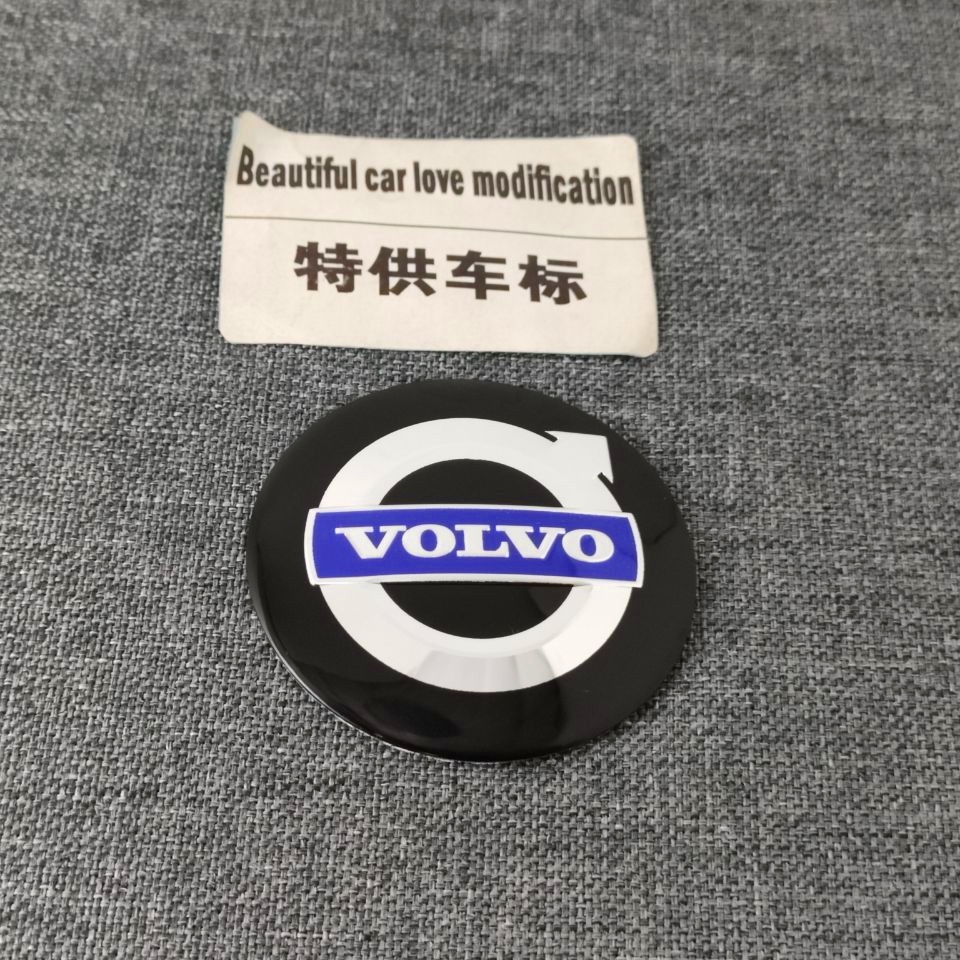 Beautiful car love modification
特供车标
VOLVO